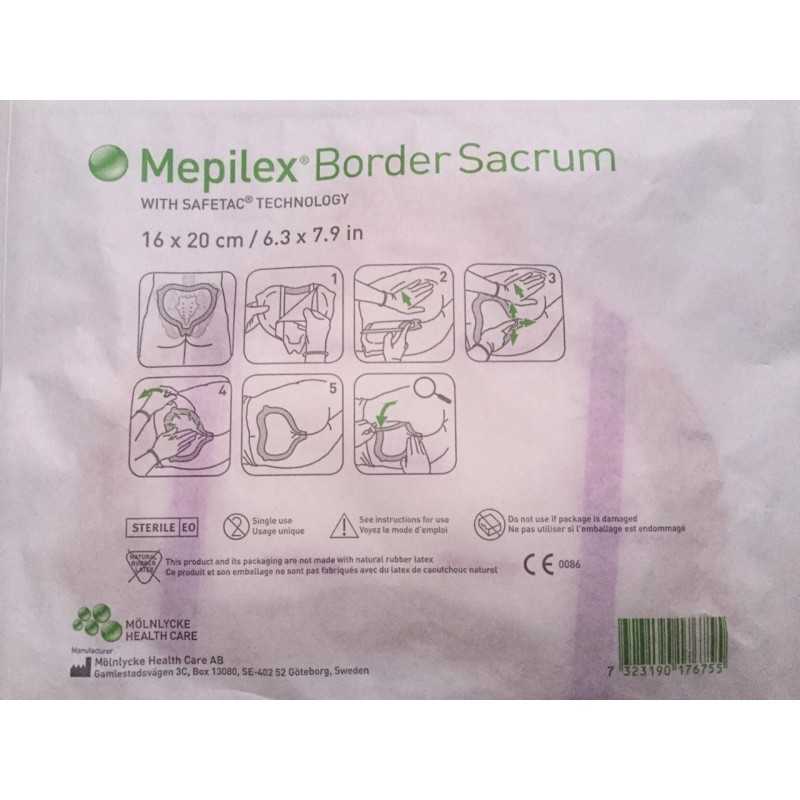 Mepilex® Border Sacrum
WITH SAFETAC® TECHNOLOGY
16 x 20 cm / 6.3 x 7.9 in
1
2
3
4
5
STERILE EO
Single use
Usage unique
See instructions for use
Voyez le mode d'emploi
Do not use if package is damaged
Ne pas utiliser si l'emballage est endommagé
NATURAL
RUBBER
LATEX
This product and its packaging are not made with natural rubber latex
Ce produit et son emballage ne sont pas fabriqués avec du latex de caoutchouc naturel
CE 0086
MÖLNLYCKE
HEALTH CARE
Manufacturer
Mölnlycke Health Care AB
Gamlestadsvägen 3C, Box 13080, SE-402 52 Göteborg, Sweden
7 323190 176755